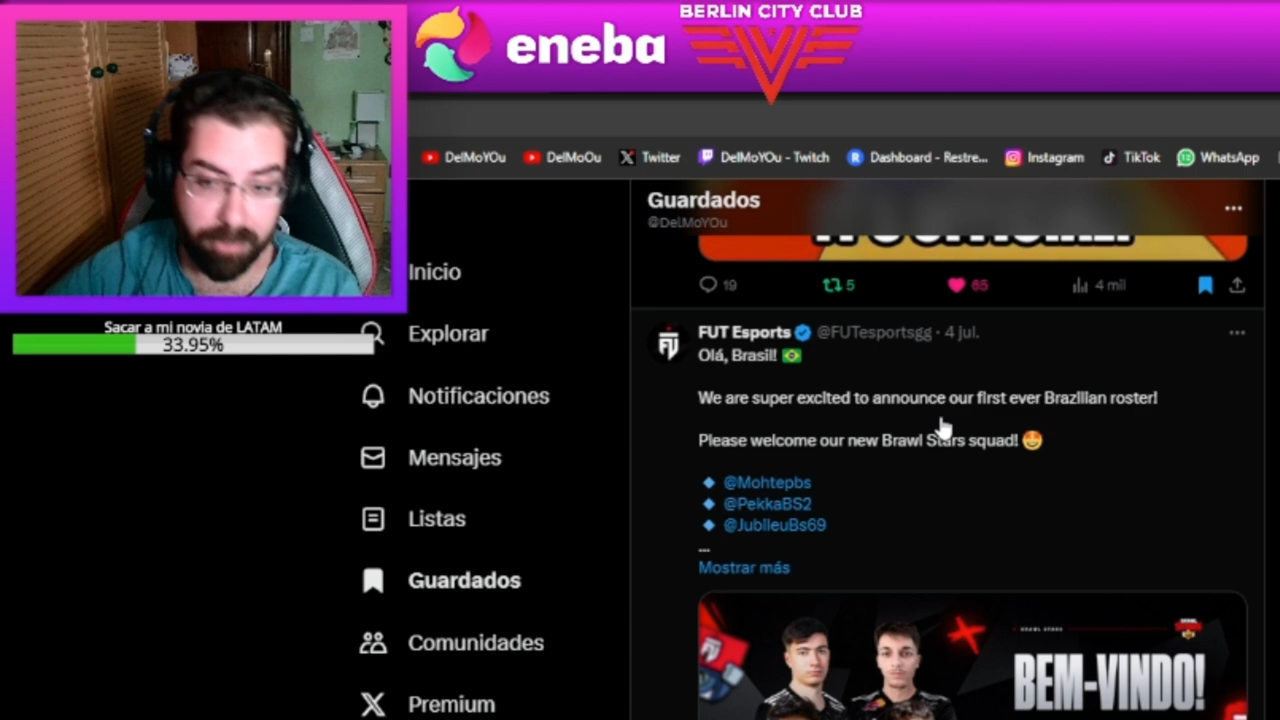 BERLIN CITY CLUB
eneba
DelMoYOu
DelMoOu
Twitter
DelMoYOu - Twitch
Dashboard - Restre...
Instagram
TikTok
WhatsApp
Guardados
@DelMoYOu
...
Sacar a mi novia de LATAM
33.95%
Inicio
Explorar
Notificaciones
Mensajes
Listas
Guardados
Comunidades
Premium
19
5
65
4 mil
FUT Esports @FUTesportsgg · 4 jul.
Olá, Brasil!
We are super excited to announce our first ever Brazilian roster!
Please welcome our new Brawl Stars squad!
@Mohtepbs
@PekkaBS2
@JubileuBs69
...
Mostrar más
BRAWL STARS
BEM-VINDO!